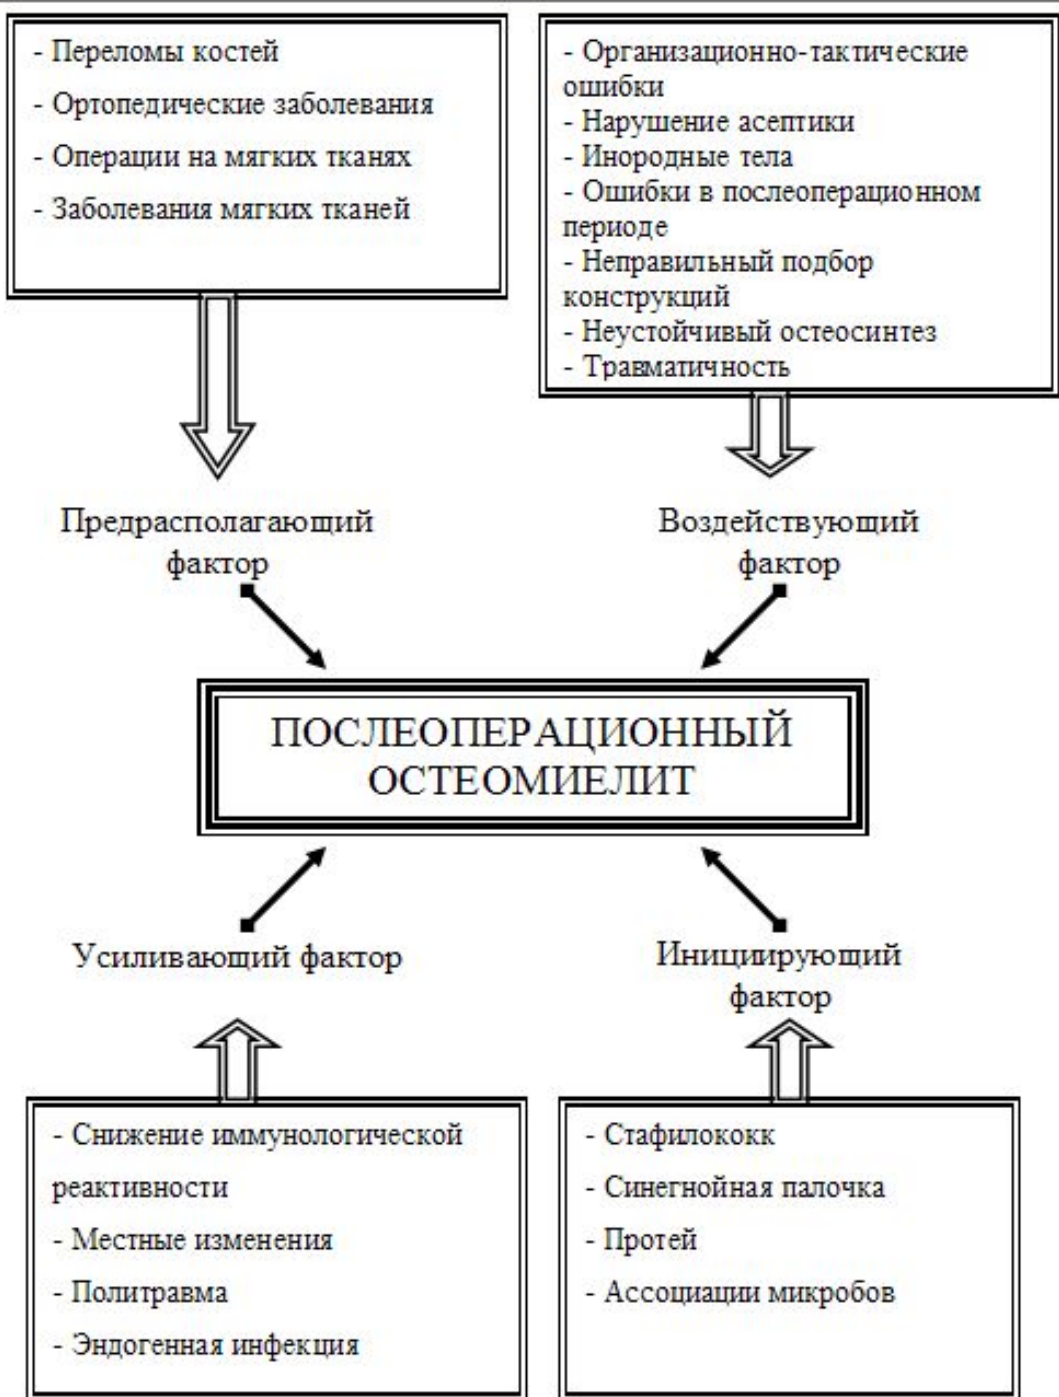 - Переломы костей
- Ортопедические заболевания
- Операции на мягких тканях
- Заболевания мягких тканей
- Организационно-тактические
ошибки
- Нарушение асептики
- Инородные тела
- Ошибки в послеоперационном
периоде
- Неправильный подбор
конструкций
- Неустойчивый остеосинтез
- Травматичность
Предрасполагающий
фактор
Воздействующий
фактор
ПОСЛЕОПЕРАЦИОННЫЙ
ОСТЕОМИЕЛИТ
Усиливающий фактор
Инициирующий
фактор
- Снижение иммунологической
реактивности
- Местные изменения
- Политравма
- Эндогенная инфекция
- Стафилококк
- Синегнойная палочка
- Протей
- Ассоциации микробов